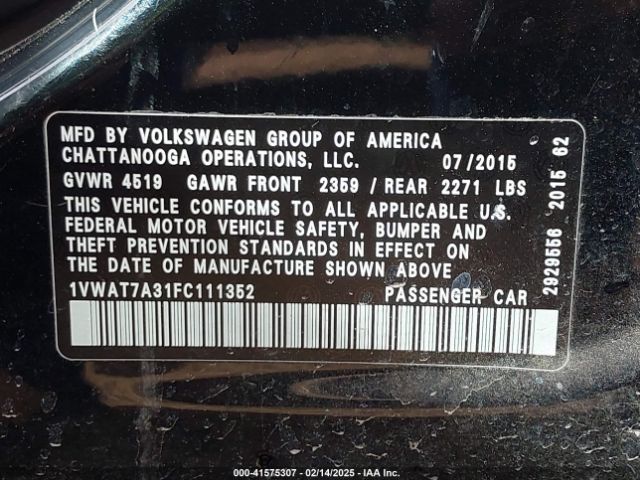 MFD BY VOLKSWAGEN GROUP OF AMERICA
CHATTANOOGA OPERATIONS, LLC. 07/2015
GVWR 4519 GAWR FRONT 2359 / REAR 2271 LBS
THIS VEHICLE CONFORMS TO ALL APPLICABLE U.S.
FEDERAL MOTOR VEHICLE SAFETY, BUMPER AND
THEFT PREVENTION STANDARDS IN EFFECT ON
THE DATE OF MANUFACTURE SHOWN ABOVE
1VWAT7A31FC111352 PASSENGER CAR
2929556 2015 62
000-41575307 - 02/14/2025 - IAA Inc.